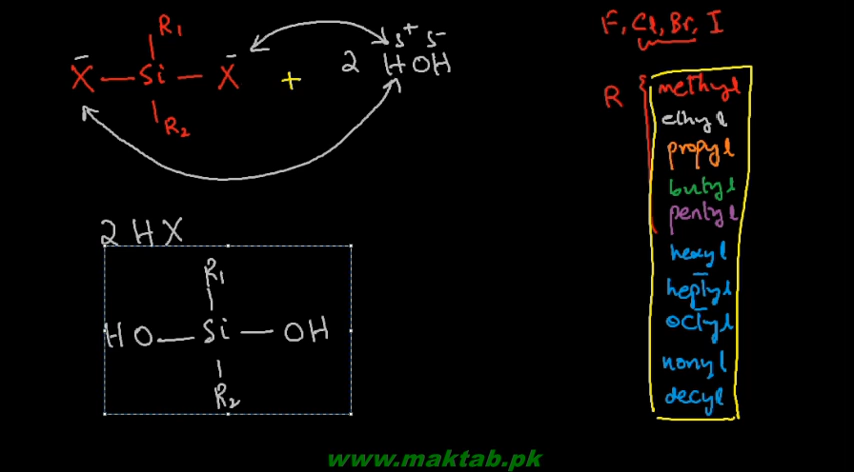 R1
X̄ — Si — X̄ + 2 HOH
δ+ δ-
R2
2 HX
R1
HO — Si — OH
R2
F, Cl, Br, I
R { methyl
ethyl
propyl
butyl
pentyl
hexyl
heptyl
octyl
nonyl
decyl
www.maktab.pk